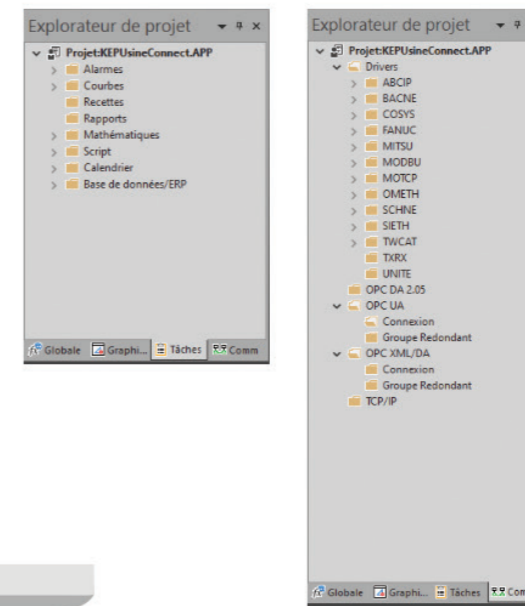 Explorateur de projet
Projet:KEPUsineConnect.APP
Alarmes
Courbes
Recettes
Rapports
Mathématiques
Script
Calendrier
Base de données/ERP
Globale Graphi... Tâches Comm
Explorateur de projet
Projet:KEPUsineConnect.APP
Drivers
ABCIP
BACNE
COSYS
FANUC
MITSU
MODBU
MOTCP
OMETH
SCHNE
SIETH
TWCAT
TXRX
UNITE
OPC DA 2.05
OPC UA
Connexion
Groupe Redondant
OPC XML/DA
Connexion
Groupe Redondant
TCP/IP
Globale Graphi... Tâches Com